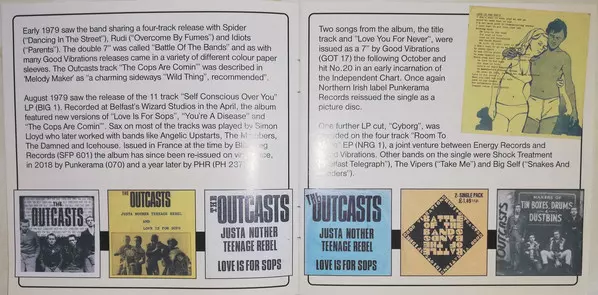 Early 1979 saw the band sharing a four-track release with Spider
("Dancing In The Street"), Rudi ("Overcome By Fumes") and Idiots
("Parents"). The double 7" was called "Battle Of The Bands" and as with
many Good Vibrations releases came in a variety of different colour paper
sleeves. The Outcasts track "The Cops Are Comin'" was described in
'Melody Maker' as "a charming sideways "Wild Thing", recommended".
August 1979 saw the release of the 11 track "Self Conscious Over You"
LP (BIG 1). Recorded at Belfast's Wizard Studios in the April, the album
featured new versions of "Love Is For Sops", "You're A Disease" and
"The Cops Are Comin'". Sax on most of the tracks was played by Simon
Lloyd who later worked with bands like Angelic Upstarts, The Members,
The Damned and Icehouse. Issued in France at the time by
Records (SFP 601) the album has since been re-issued on
in 2018 by Punkerama (070) and a year later by PHR (PH
THE
OUTCASTS
THE
OUTCASTS
JUSTA NOTHER TEENAGE REBEL
AND
LOVE IS FOR SOPS
THE
OUTCASTS
JUSTA NOTHER
TEENAGE REBEL
LOVE IS FOR SOPS
Two songs from the album, the title
track and "Love You For Never", were
issued as a 7" by Good Vibrations
(GOT 17) the following October and
hit No.20 in an early incarnation of
the Independent Chart. Once again
Northern Irish label Punkerama
Records reissued the single as a
picture disc.
One further LP cut, "Cyborg", was
on the four track "Room To
EP (NRG 1), a joint venture between Energy Records and
Vibrations. Other bands on the single were Shock Treatment
Telegraph"), The Vipers ("Take Me") and Big Self ("Snakes And
THE
OUTCASTS
JUSTA NOTHER
TEENAGE REBEL
LOVE IS FOR SOPS
2 SINGLE PACK
£1.49
BATTLE
OF THE
BANDS
OUTCASTS
MAKERS OF
TIN BOXES, DRUMS,
DUSTBINS